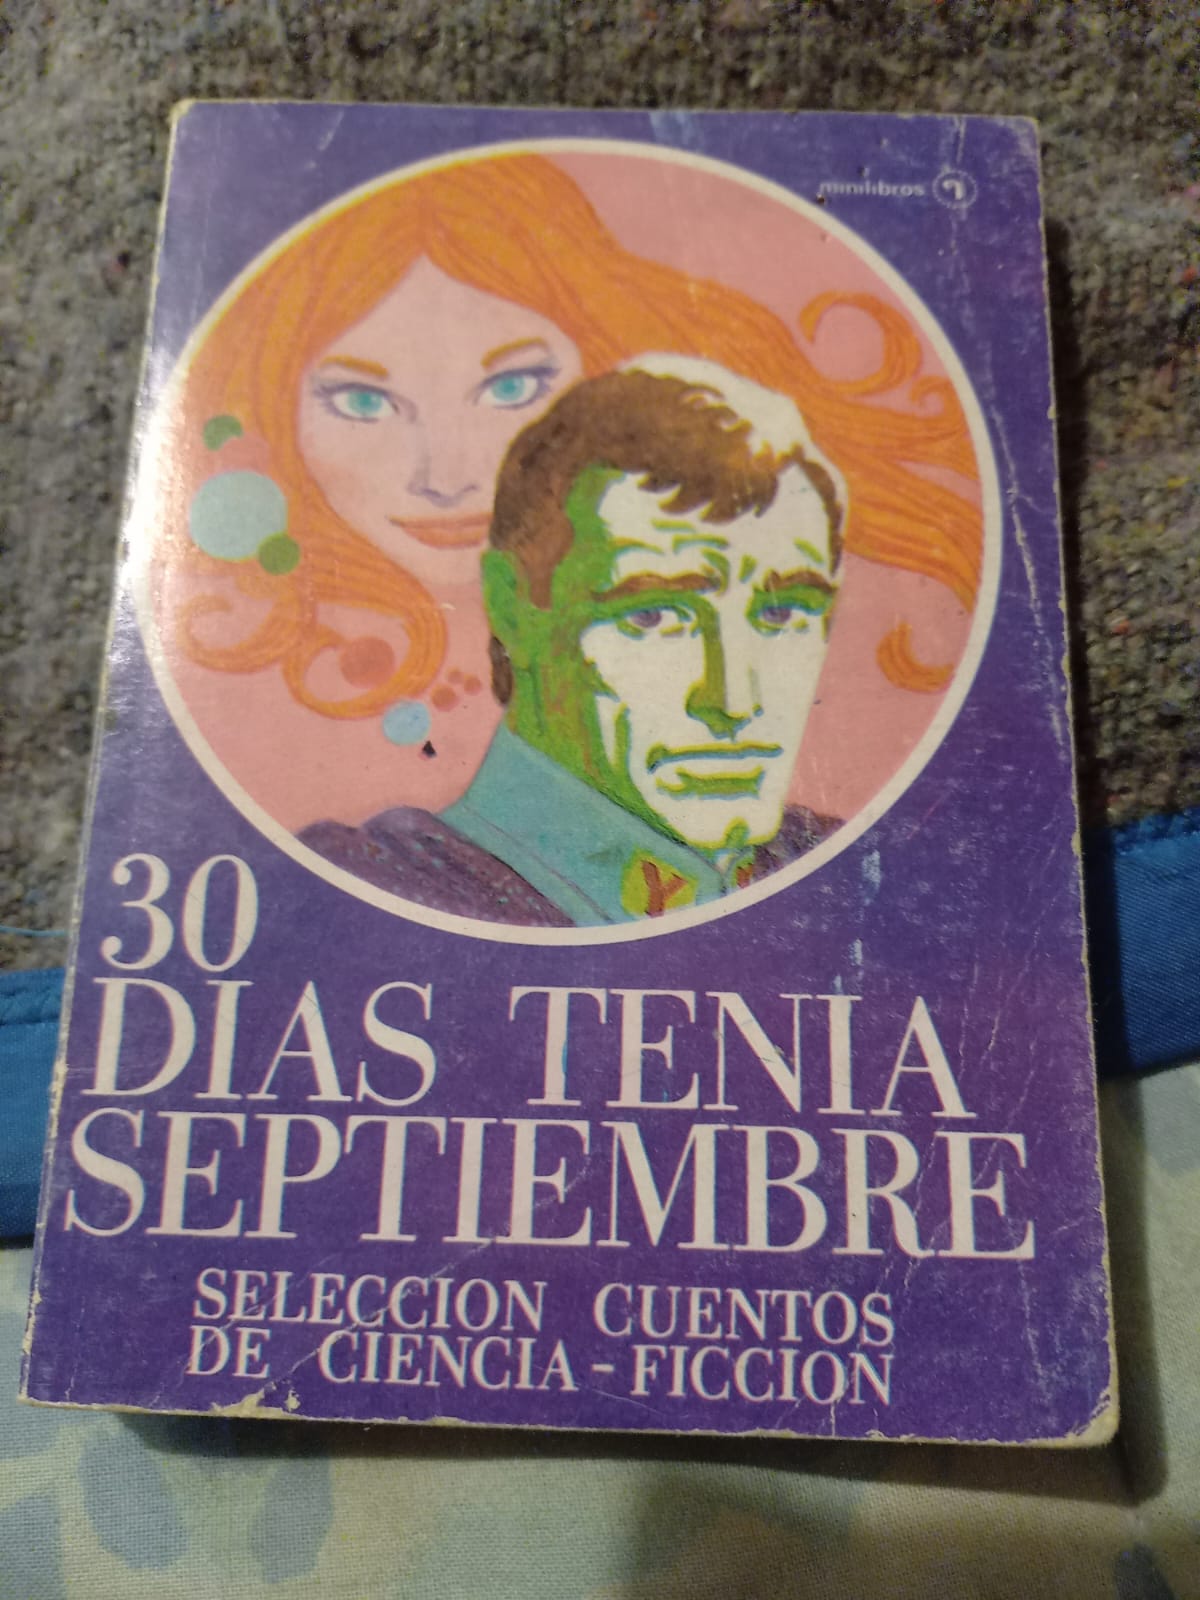 minilibros
30
DIAS TENIA
SEPTIEMBRE
SELECCION CUENTOS
DE CIENCIA-FICCION